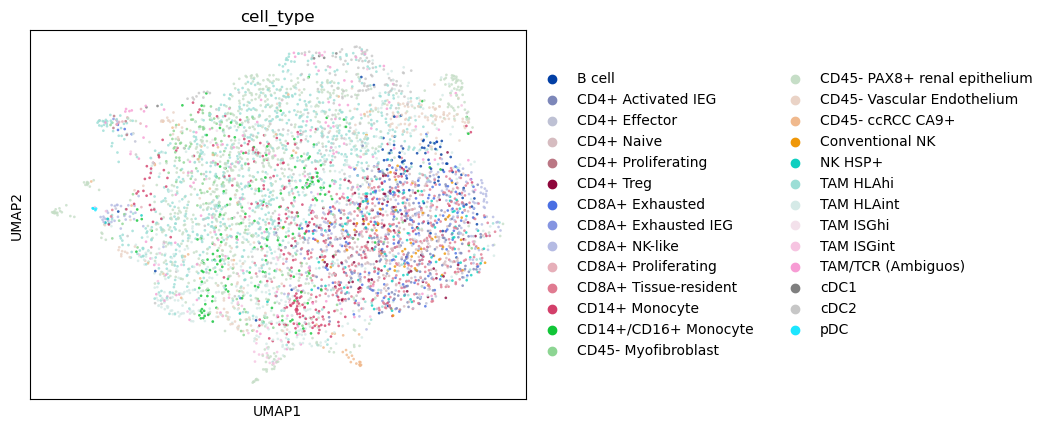 cell_type
UMAP2
UMAP1
B cell
CD4+ Activated IEG
CD4+ Effector
CD4+ Naive
CD4+ Proliferating
CD4+ Treg
CD8A+ Exhausted
CD8A+ Exhausted IEG
CD8A+ NK-like
CD8A+ Proliferating
CD8A+ Tissue-resident
CD14+ Monocyte
CD14+/CD16+ Monocyte
CD45- Myofibroblast
CD45- PAX8+ renal epithelium
CD45- Vascular Endothelium
CD45- ccRCC CA9+
Conventional NK
NK HSP+
TAM HLAhi
TAM HLAint
TAM ISGhi
TAM ISGint
TAM/TCR (Ambiguos)
cDC1
cDC2
pDC